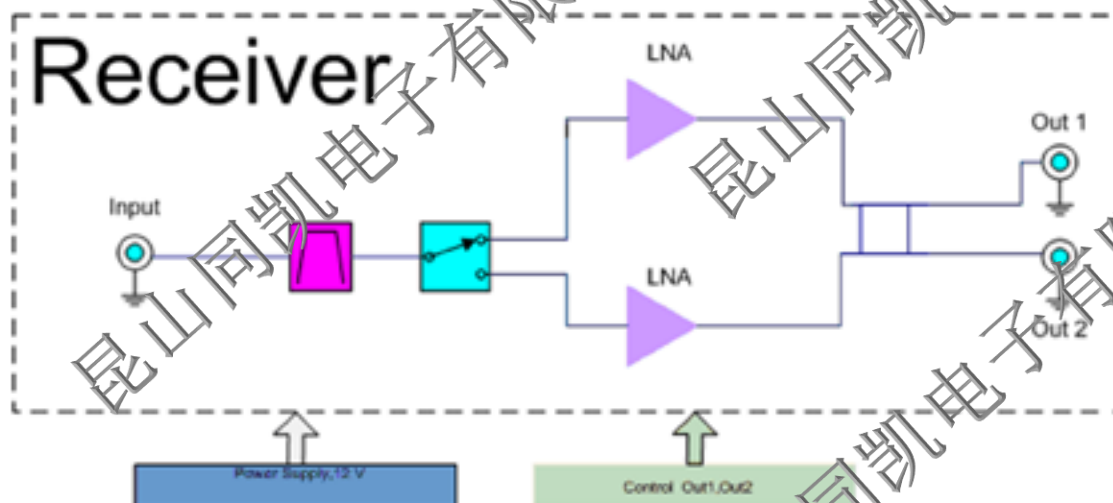 Receiver
LNA
Out 1
Input
LNA
Out 2
Power Supply,12 V
Control Out1,Out2
昆山同凯电子有限
昆山同凯
同凯电子有限